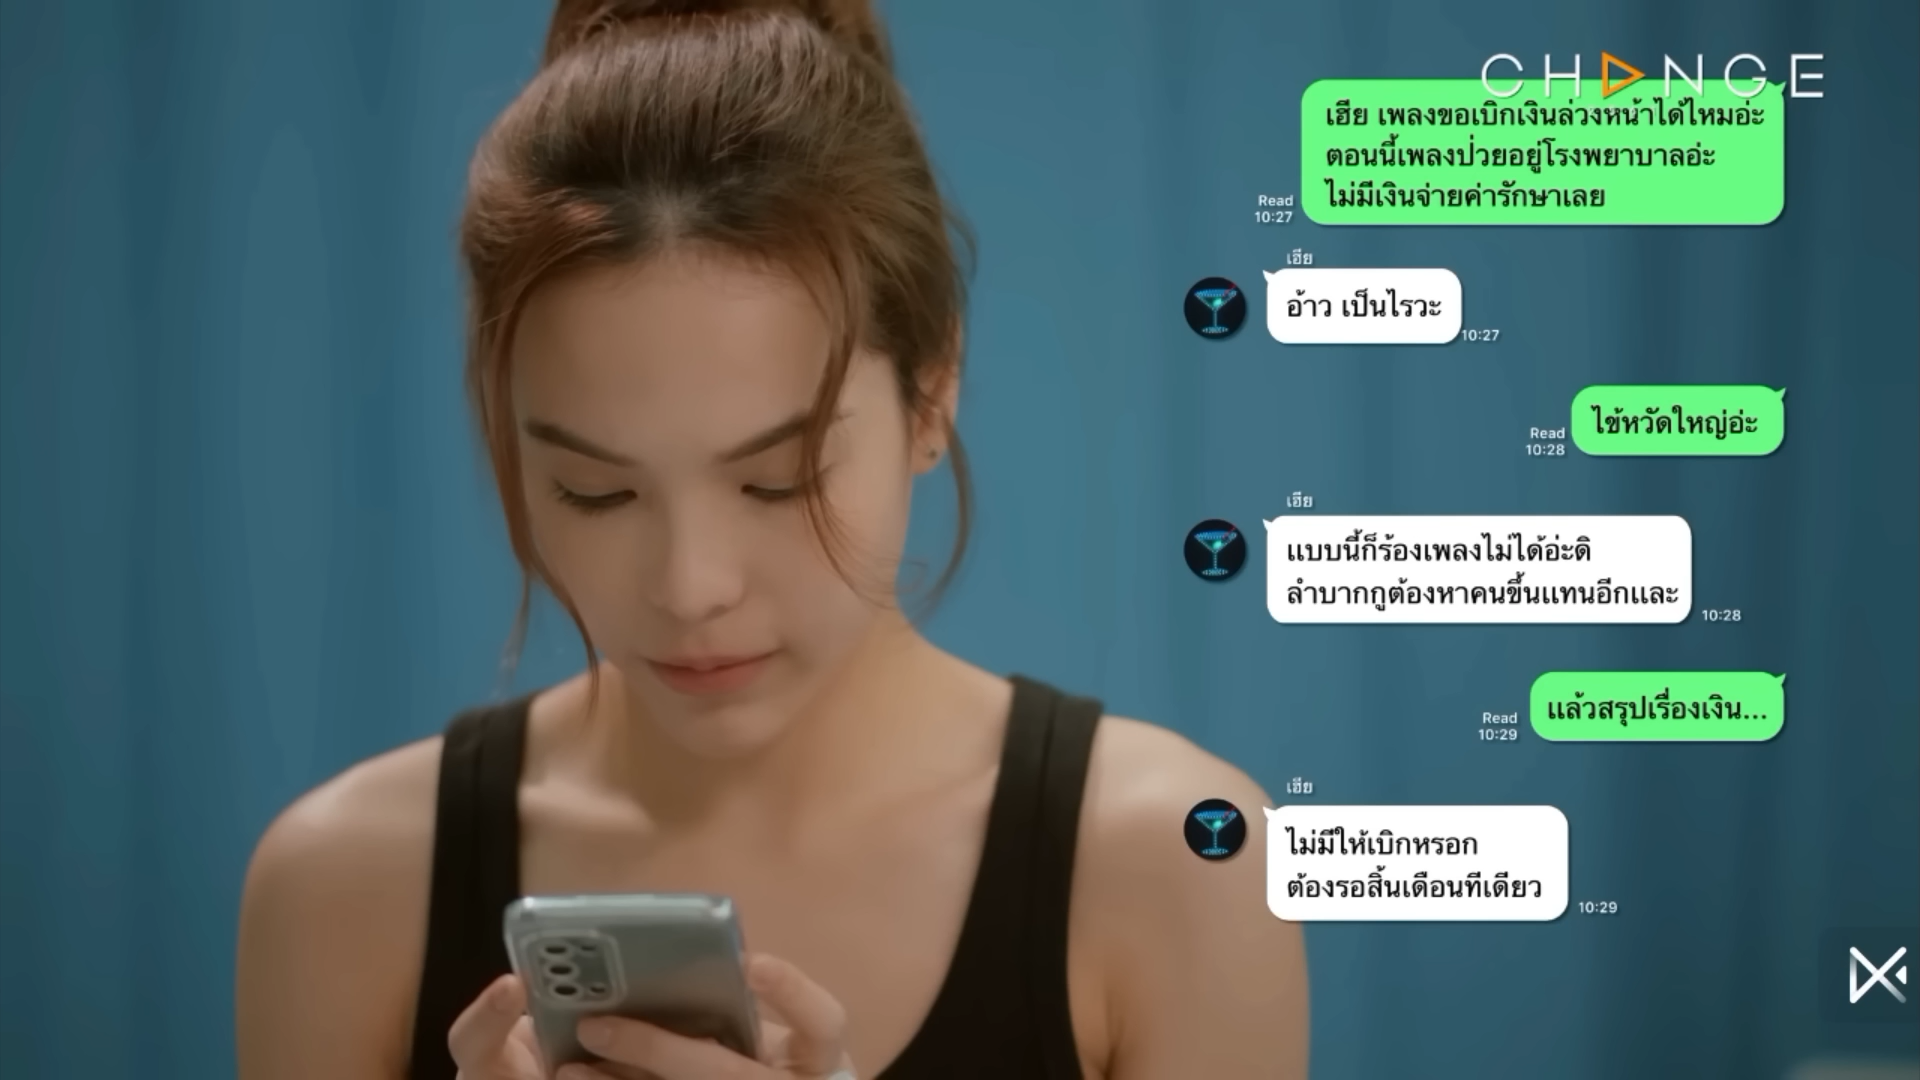 CHANGE
เฮีย เพลงขอเบิกเงินล่วงหน้าได้ไหมอ่ะ
ตอนนี้เพลงป่วยอยู่โรงพยาบาลอ่ะ
ไม่มีเงินจ่ายค่ารักษาเลย
Read
10:27
เฮีย
อ้าว เป็นไรวะ
10:27
ไข้หวัดใหญ่อ่ะ
Read
10:28
เฮีย
แบบนี้ก็ร้องเพลงไม่ได้อ่ะดิ
ลำบากกูต้องหาคนขึ้นแทนอีกและ
10:28
แล้วสรุปเรื่องเงิน...
Read
10:29
เฮีย
ไม่มีให้เบิกหรอก
ต้องรอสิ้นเดือนทีเดียว
10:29